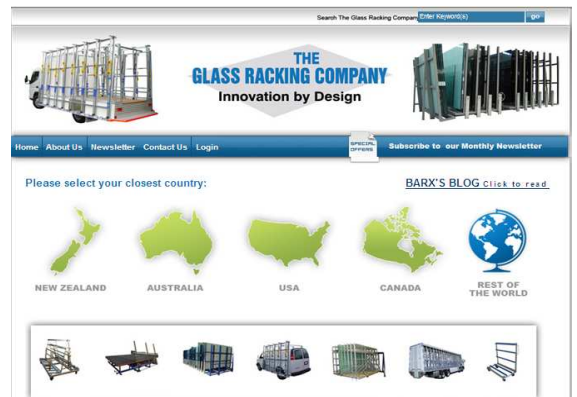 Search The Glass Racking Company Enter Keyword(s) go
THE
GLASS RACKING COMPANY
Innovation by Design
Home About Us Newsletter Contact Us Login
SPECIAL
OFFERS
Subscribe to our Monthly Newsletter
Please select your closest country:
BARX'S BLOG Click to read
NEW ZEALAND AUSTRALIA USA CANADA REST OF
THE WORLD